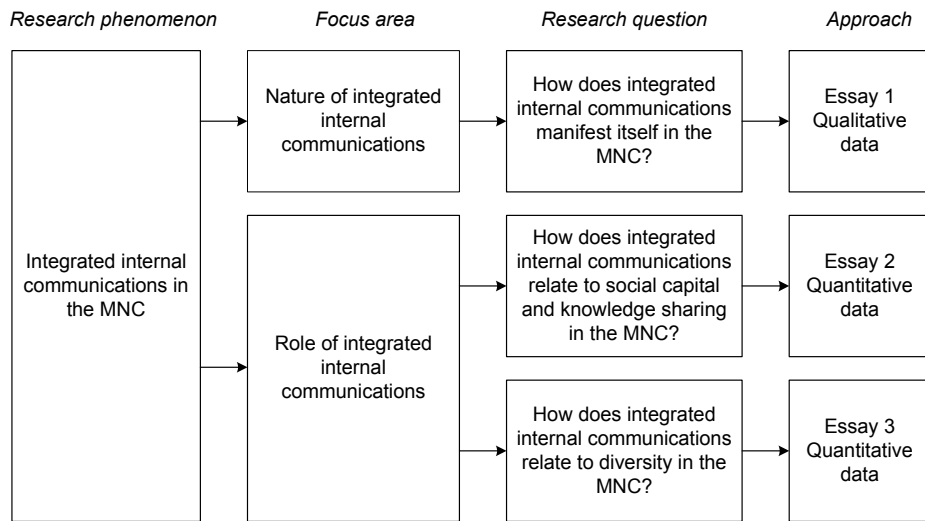 Research phenomenon
Focus area
Research question
Approach
Integrated internal
communications in
the MNC
Nature of integrated
internal
communications
How does integrated
internal communications
manifest itself in the
MNC?
Essay 1
Qualitative
data
Role of integrated
internal
communications
How does integrated
internal communications
relate to social capital
and knowledge sharing
in the MNC?
Essay 2
Quantitative
data
How does integrated
internal communications
relate to diversity in the
MNC?
Essay 3
Quantitative
data